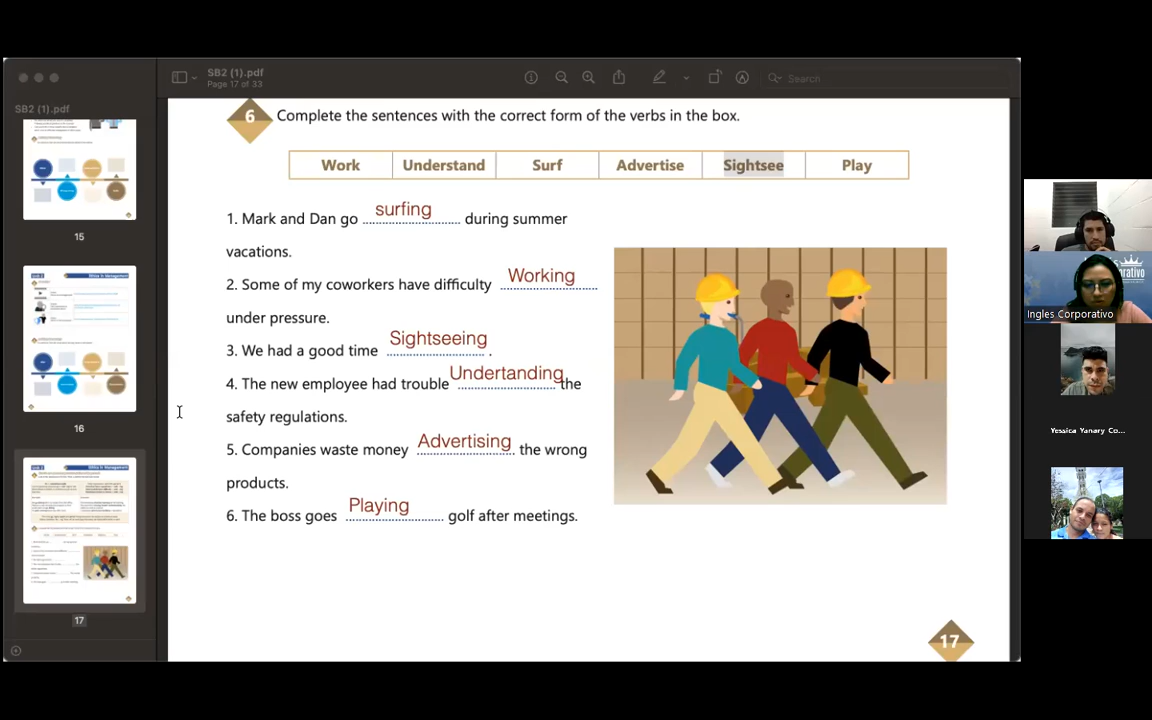 SB2 (1).pdf
Page 17 of 33
Search
SB2 (1).pdf
15
16
17
6 Complete the sentences with the correct form of the verbs in the box.
Work Understand Surf Advertise Sightsee Play
1. Mark and Dan go surfing during summer
vacations.
2. Some of my coworkers have difficulty Working
under pressure.
3. We had a good time Sightseeing .
4. The new employee had trouble Undertanding the
safety regulations.
5. Companies waste money Advertising the wrong
products.
6. The boss goes Playing golf after meetings.
17
Ingles Corporativo
Yessica Yanary Co...